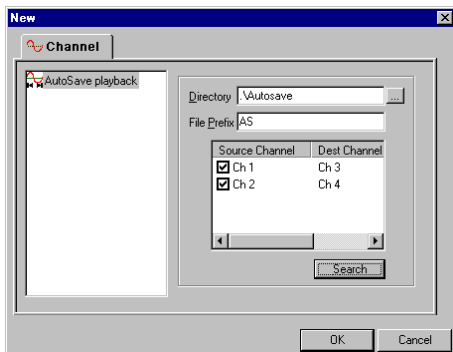 New
Channel
AutoSave playback
Directory .\Autosave ...
File Prefix AS
Source Channel Dest Channel
Ch 1 Ch 3
Ch 2 Ch 4
Search
OK Cancel